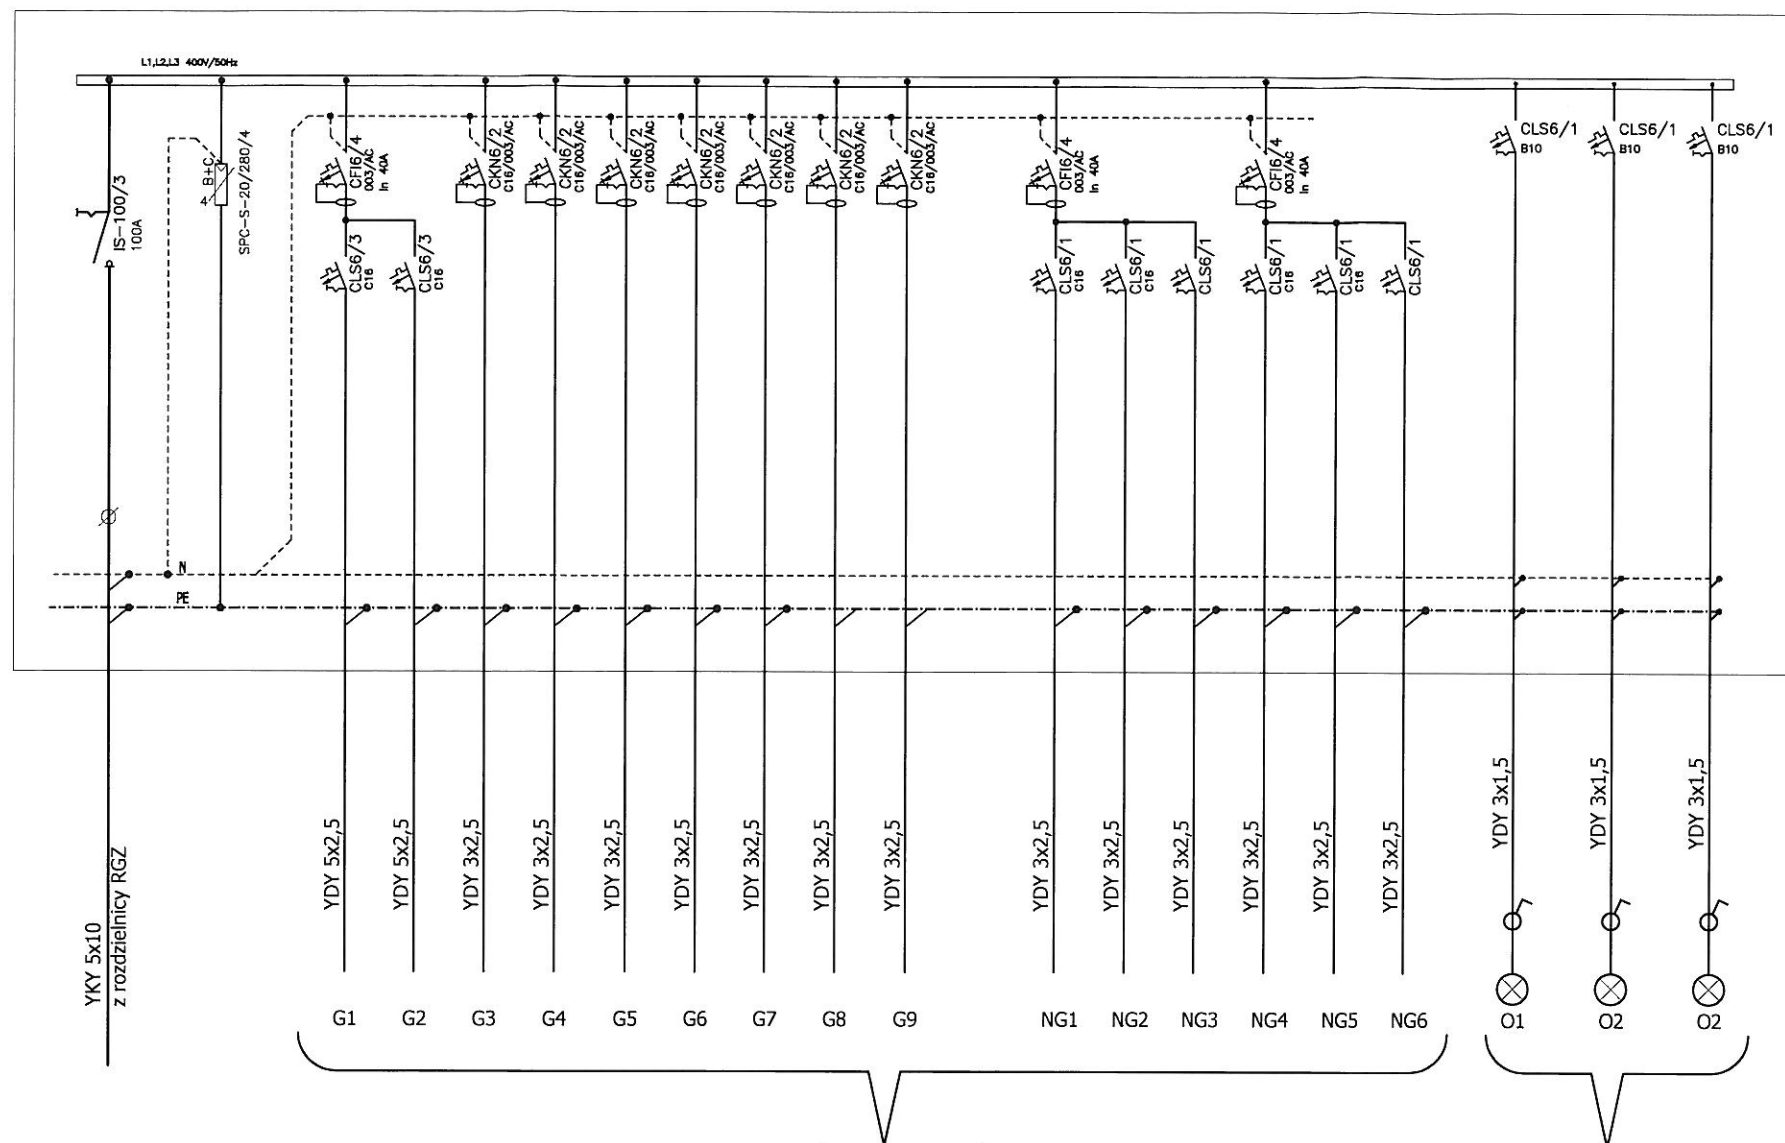 L1,L2,L3 400V/50Hz
IS-100/3
100A
4
B+C
SPC-S-20/280/4
CFI6/4
003/AC
In 40A
CKN6/2
C16/003/AC
CKN6/2
C16/003/AC
CKN6/2
C16/003/AC
CKN6/2
C16/003/AC
CKN6/2
C16/003/AC
CKN6/2
C16/003/AC
CKN6/2
C16/003/AC
CFI6/4
003/AC
In 40A
CFI6/4
003/AC
In 40A
CLS6/1
B10
CLS6/1
B10
CLS6/1
B10
CLS6/3
C16
CLS6/3
C16
CLS6/1
C16
CLS6/1
C16
CLS6/1
CLS6/1
C16
CLS6/1
C16
CLS6/1
N
PE
YKY 5x10
z rozdzielnicy RGZ
YDY 5x2,5
YDY 5x2,5
YDY 3x2,5
YDY 3x2,5
YDY 3x2,5
YDY 3x2,5
YDY 3x2,5
YDY 3x2,5
YDY 3x2,5
YDY 3x2,5
YDY 3x2,5
YDY 3x2,5
YDY 3x2,5
YDY 3x2,5
YDY 3x2,5
YDY 3x1,5
YDY 3x1,5
YDY 3x1,5
G1 G2 G3 G4 G5 G6 G7 G8 G9 NG1 NG2 NG3 NG4 NG5 NG6 O1 O2 O2